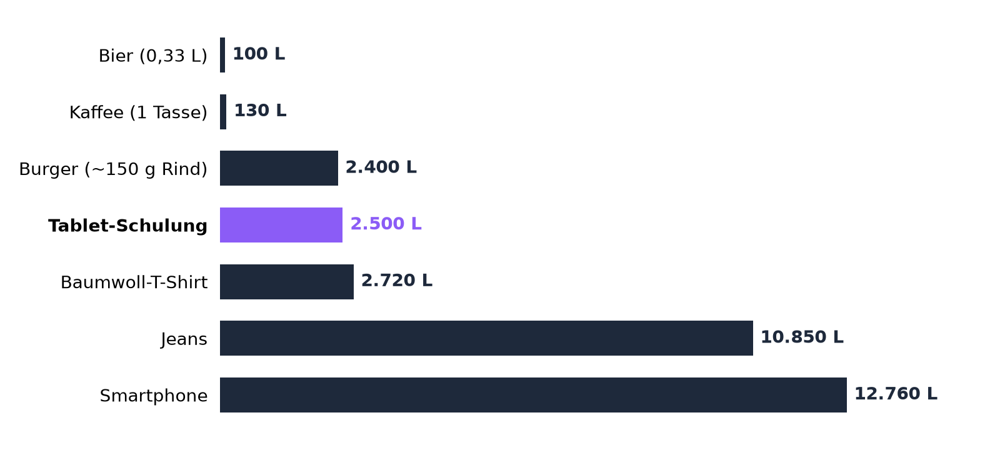 Bier (0,33 L) 100 L
Kaffee (1 Tasse) 130 L
Burger (~150 g Rind) 2.400 L
Tablet-Schulung 2.500 L
Baumwoll-T-Shirt 2.720 L
Jeans 10.850 L
Smartphone 12.760 L